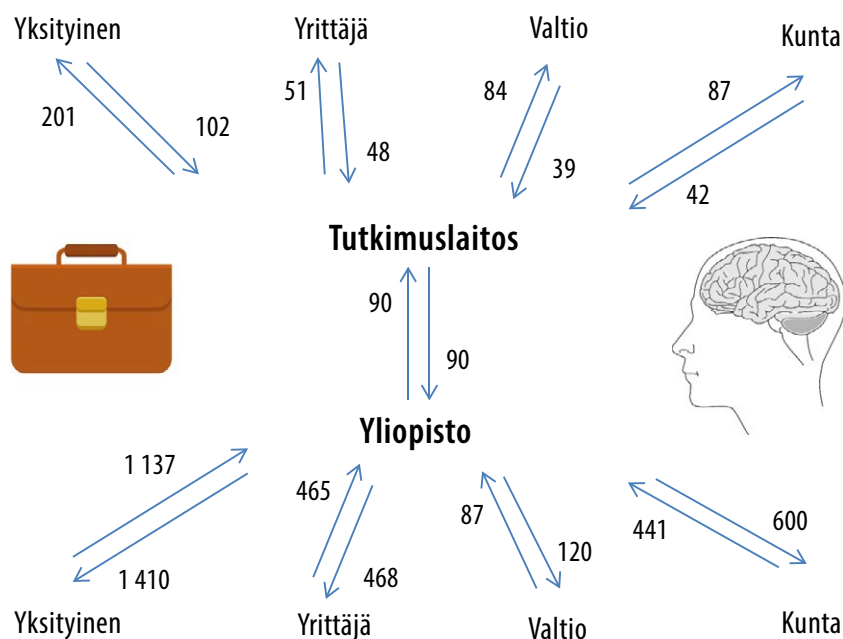 Yksityinen
Yrittäjä
Valtio
Kunta
201
102
51
48
84
39
87
42
Tutkimuslaitos
90
90
Yliopisto
1 137
1 410
465
468
87
120
441
600
Yksityinen
Yrittäjä
Valtio
Kunta